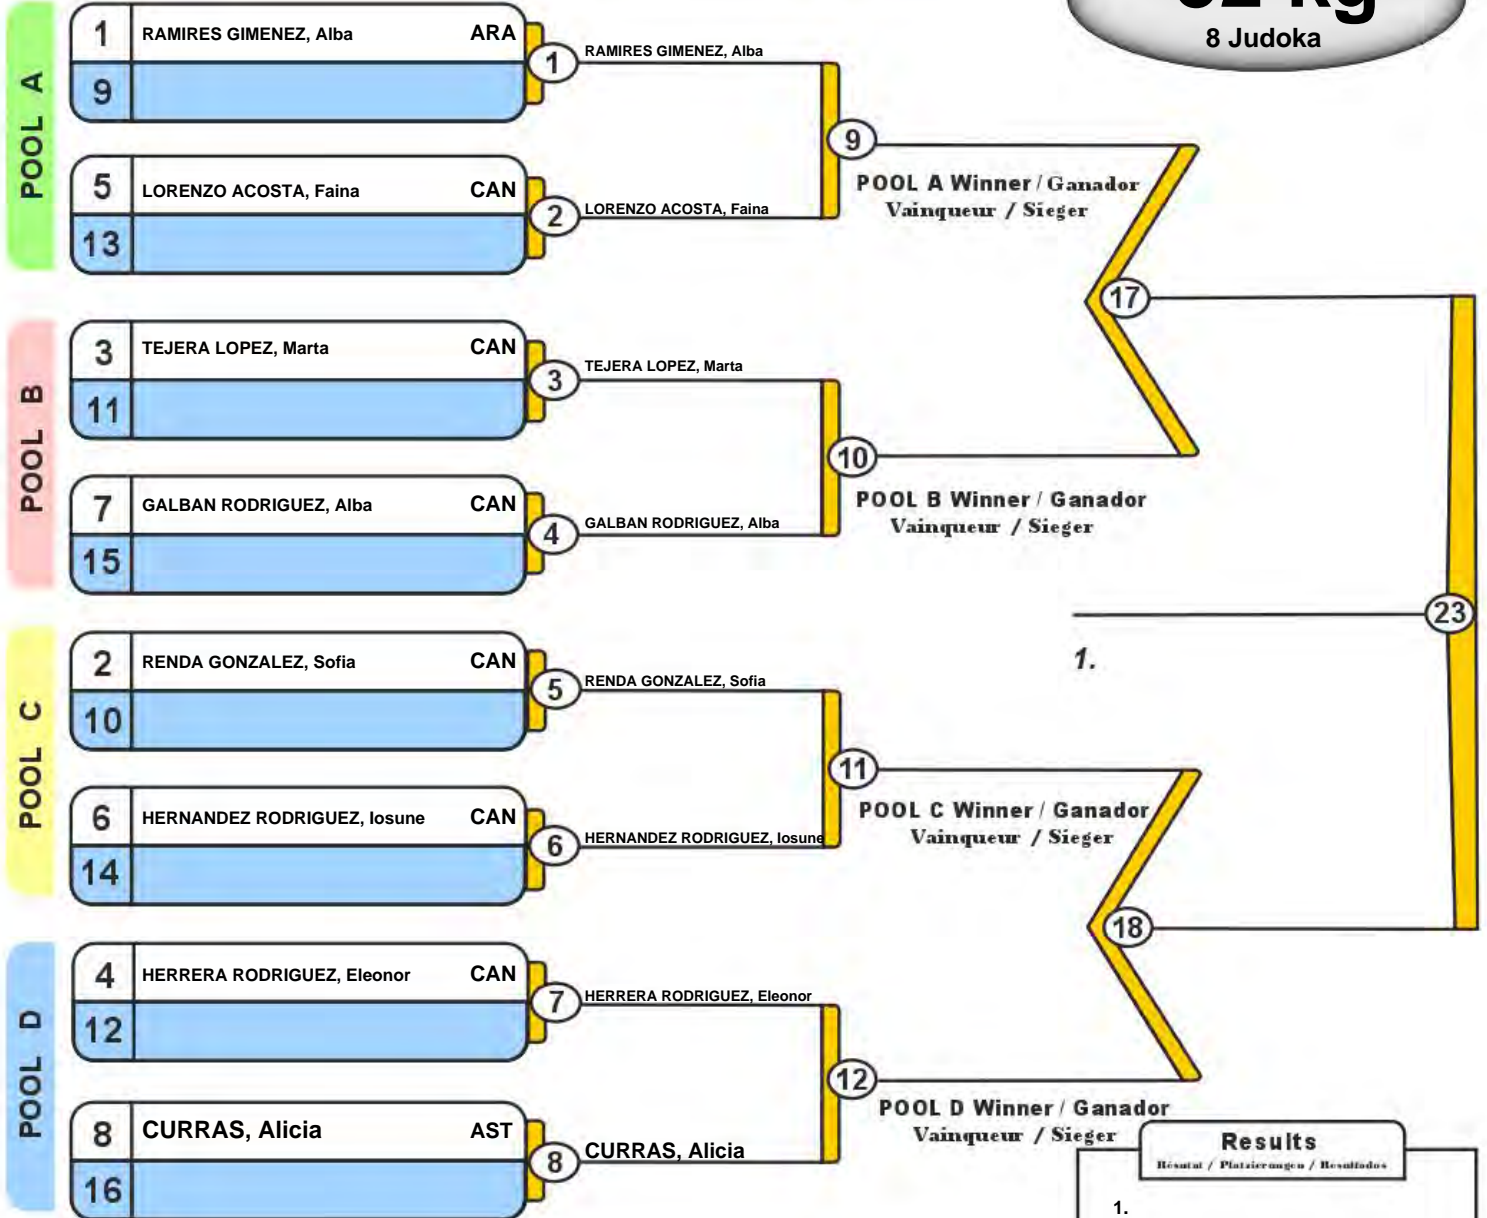 8 Judoka
POOL A
1 RAMIRES GIMENEZ, Alba ARA
9
1
RAMIRES GIMENEZ, Alba
5 LORENZO ACOSTA, Faina CAN
13
2
LORENZO ACOSTA, Faina
9
POOL A Winner / Ganador
Vainqueur / Sieger
POOL B
3 TEJERA LOPEZ, Marta CAN
11
3
TEJERA LOPEZ, Marta
7 GALBAN RODRIGUEZ, Alba CAN
15
4
GALBAN RODRIGUEZ, Alba
10
POOL B Winner / Ganador
Vainqueur / Sieger
17
POOL C
2 RENDA GONZALEZ, Sofia CAN
10
5
RENDA GONZALEZ, Sofia
6 HERNANDEZ RODRIGUEZ, Iosune CAN
14
6
HERNANDEZ RODRIGUEZ, Iosune
11
POOL C Winner / Ganador
Vainqueur / Sieger
23
1.
POOL D
4 HERRERA RODRIGUEZ, Eleonor CAN
12
7
HERRERA RODRIGUEZ, Eleonor
8 CURRAS, Alicia AST
16
8
CURRAS, Alicia
12
POOL D Winner / Ganador
Vainqueur / Sieger
18
Results
Résutat / Platzierungen / Resultados
1.